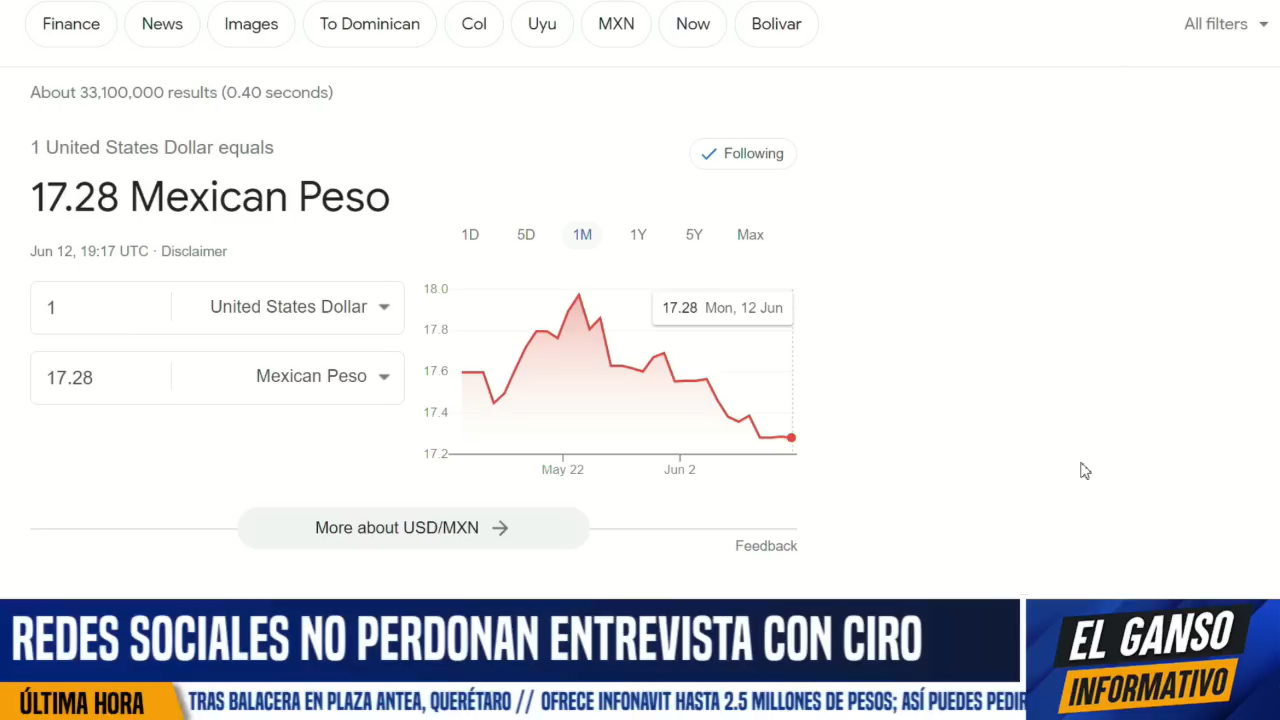 Finance News Images To Dominican Col Uyu MXN Now Bolivar All filters
About 33,100,000 results (0.40 seconds)
1 United States Dollar equals
Following
17.28 Mexican Peso
Jun 12, 19:17 UTC · Disclaimer
1D 5D 1M 1Y 5Y Max
1 United States Dollar
17.28 Mexican Peso
18.0
17.8
17.6
17.4
17.2
17.28 Mon, 12 Jun
May 22 Jun 2
More about USD/MXN
Feedback
REDES SOCIALES NO PERDONAN ENTREVISTA CON CIRO
EL GANSO
INFORMATIVO
ÚLTIMA HORA
TRAS BALACERA EN PLAZA ANTEA, QUERÉTARO // OFRECE INFONAVIT HASTA 2.5 MILLONES DE PESOS; ASÍ PUEDES PEDIR